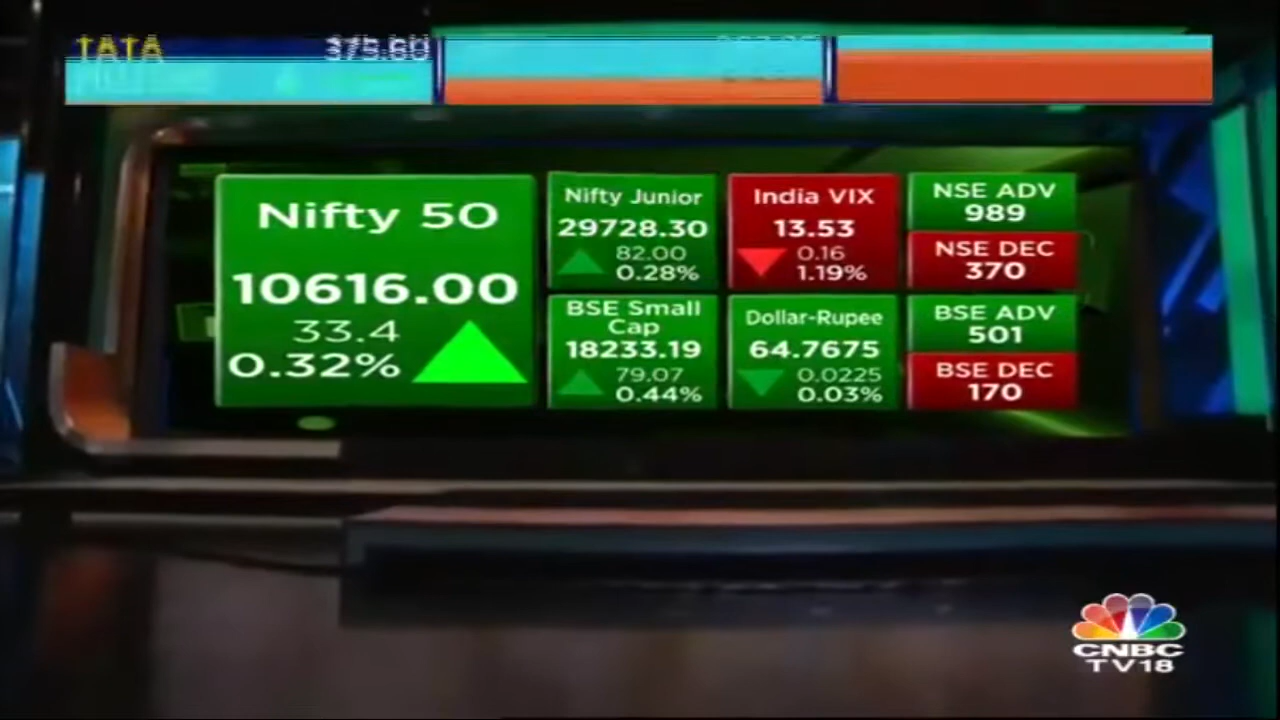 TATA 375.60
Nifty 50
10616.00
33.4
0.32%
Nifty Junior
29728.30
82.00
0.28%
India VIX
13.53
0.16
1.19%
NSE ADV
989
NSE DEC
370
BSE Small
Cap
18233.19
79.07
0.44%
Dollar-Rupee
64.7675
0.0225
0.03%
BSE ADV
501
BSE DEC
170
CNBC
TV18